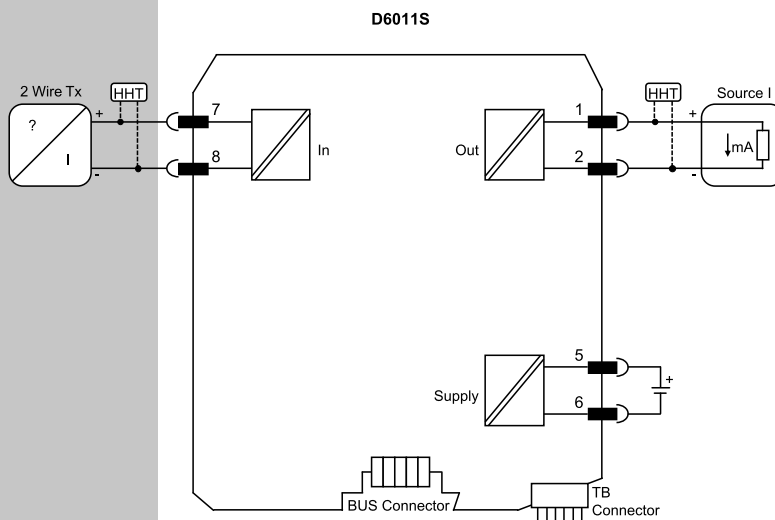 D6011S
2 Wire Tx
HHT
HHT
Source I
+
7
1
+
?
I
In
Out
mA
-
8
2
-
5
Supply
+
6
BUS Connector
TB
Connector